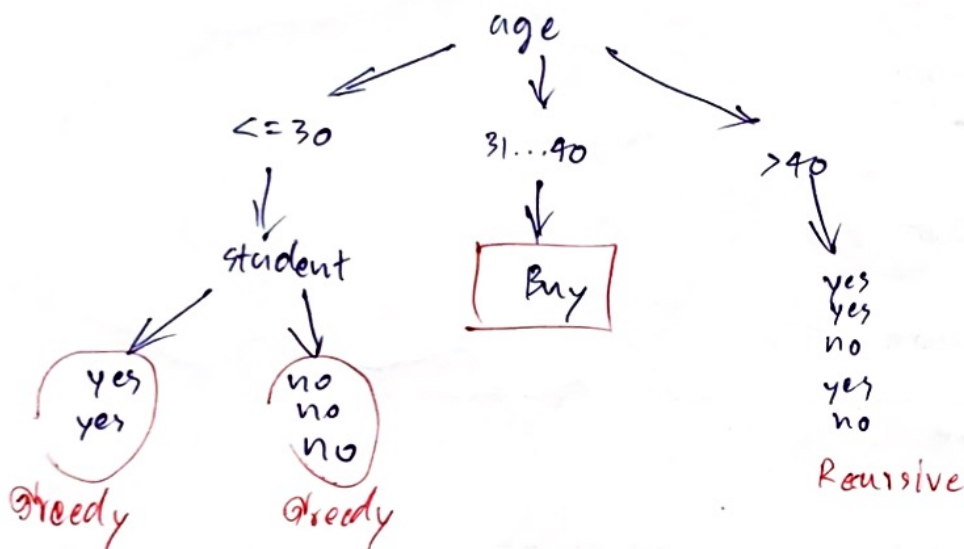 age
<=30
31...40
>40
student
Buy
yes
yes
no
no
no
yes
yes
no
yes
no
Greedy
Greedy
Recursive